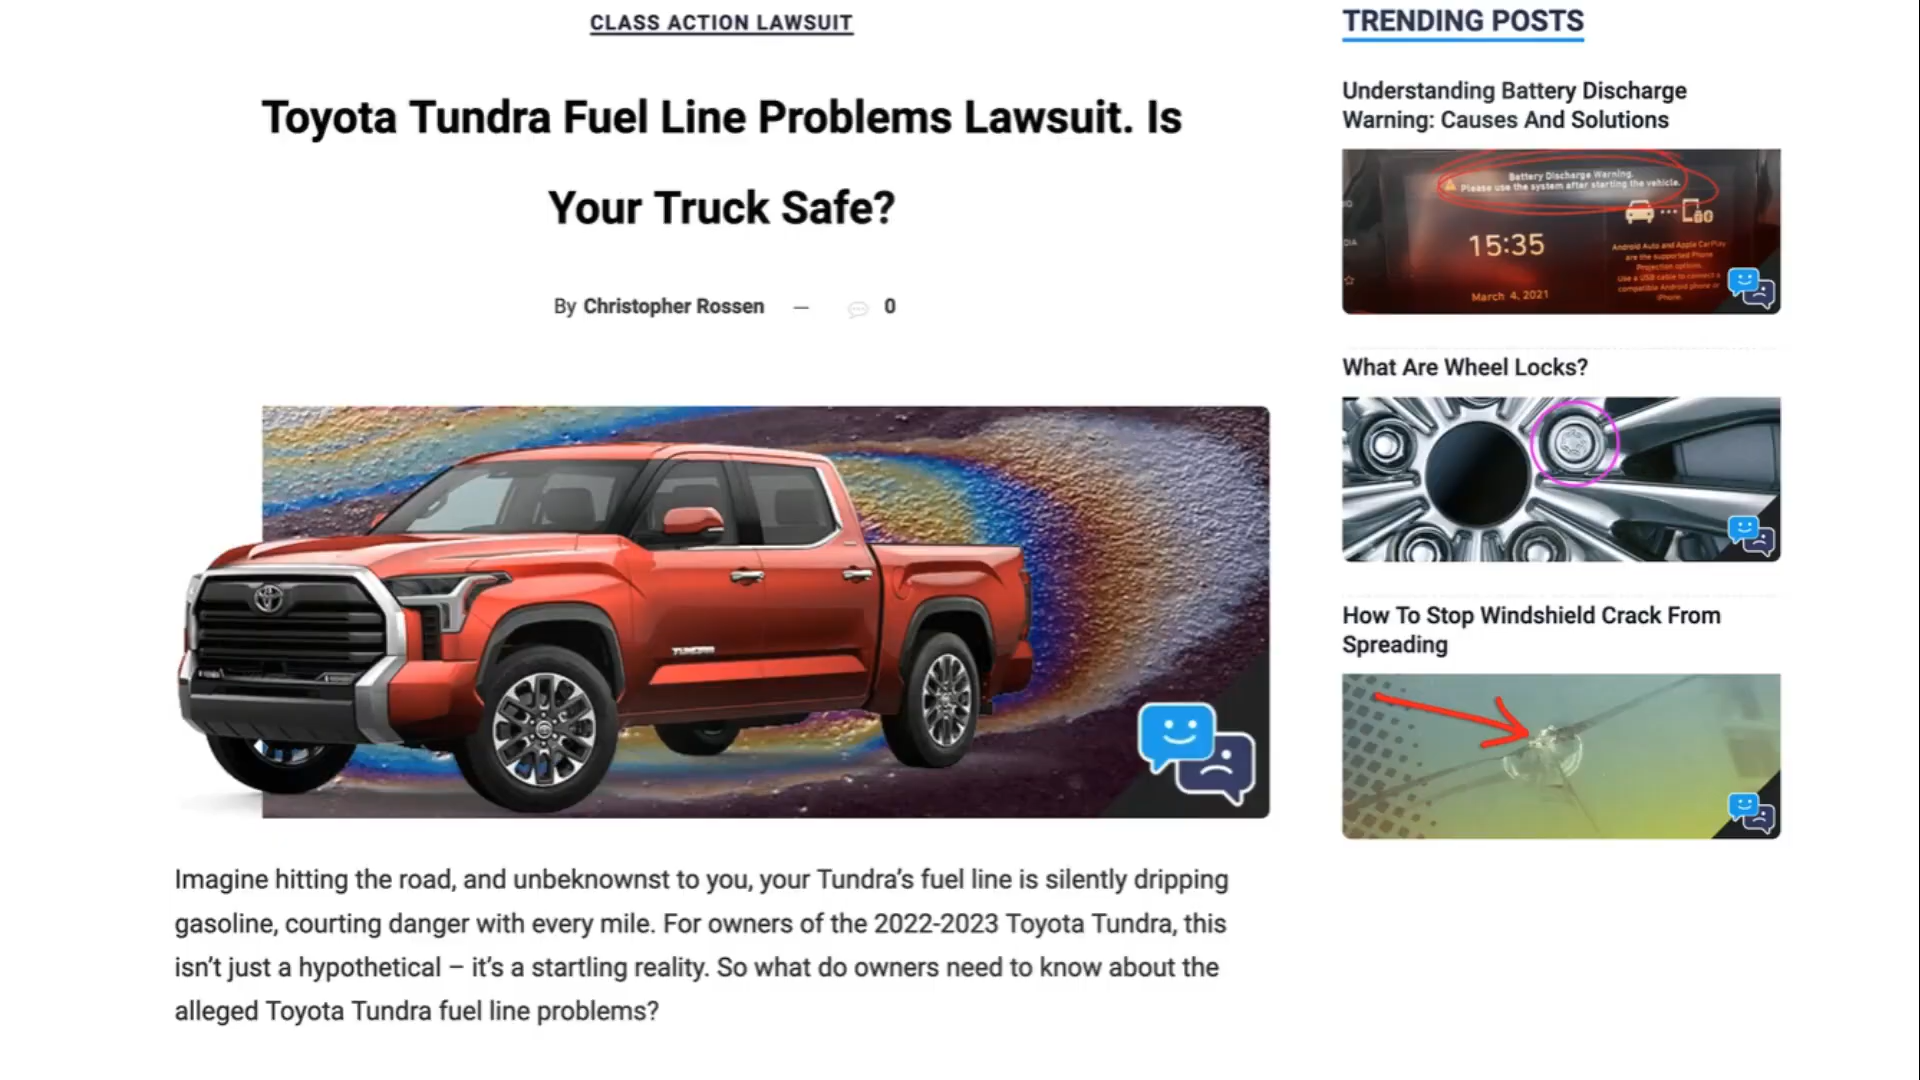 CLASS ACTION LAWSUIT
Toyota Tundra Fuel Line Problems Lawsuit. Is
Your Truck Safe?
By Christopher Rossen — 0
TUNDRA
Imagine hitting the road, and unbeknownst to you, your Tundra’s fuel line is silently dripping
gasoline, courting danger with every mile. For owners of the 2022-2023 Toyota Tundra, this
isn’t just a hypothetical – it’s a startling reality. So what do owners need to know about the
alleged Toyota Tundra fuel line problems?
TRENDING POSTS
Understanding Battery Discharge
Warning: Causes And Solutions
Battery Discharge Warning.
Please use the system after starting the vehicle.
15:35
March 4, 2021
Android Auto and Apple CarPlay
are the supported Phone
Projection options.
Use a USB cable to connect a
compatible Android phone or
iPhone.
What Are Wheel Locks?
How To Stop Windshield Crack From
Spreading